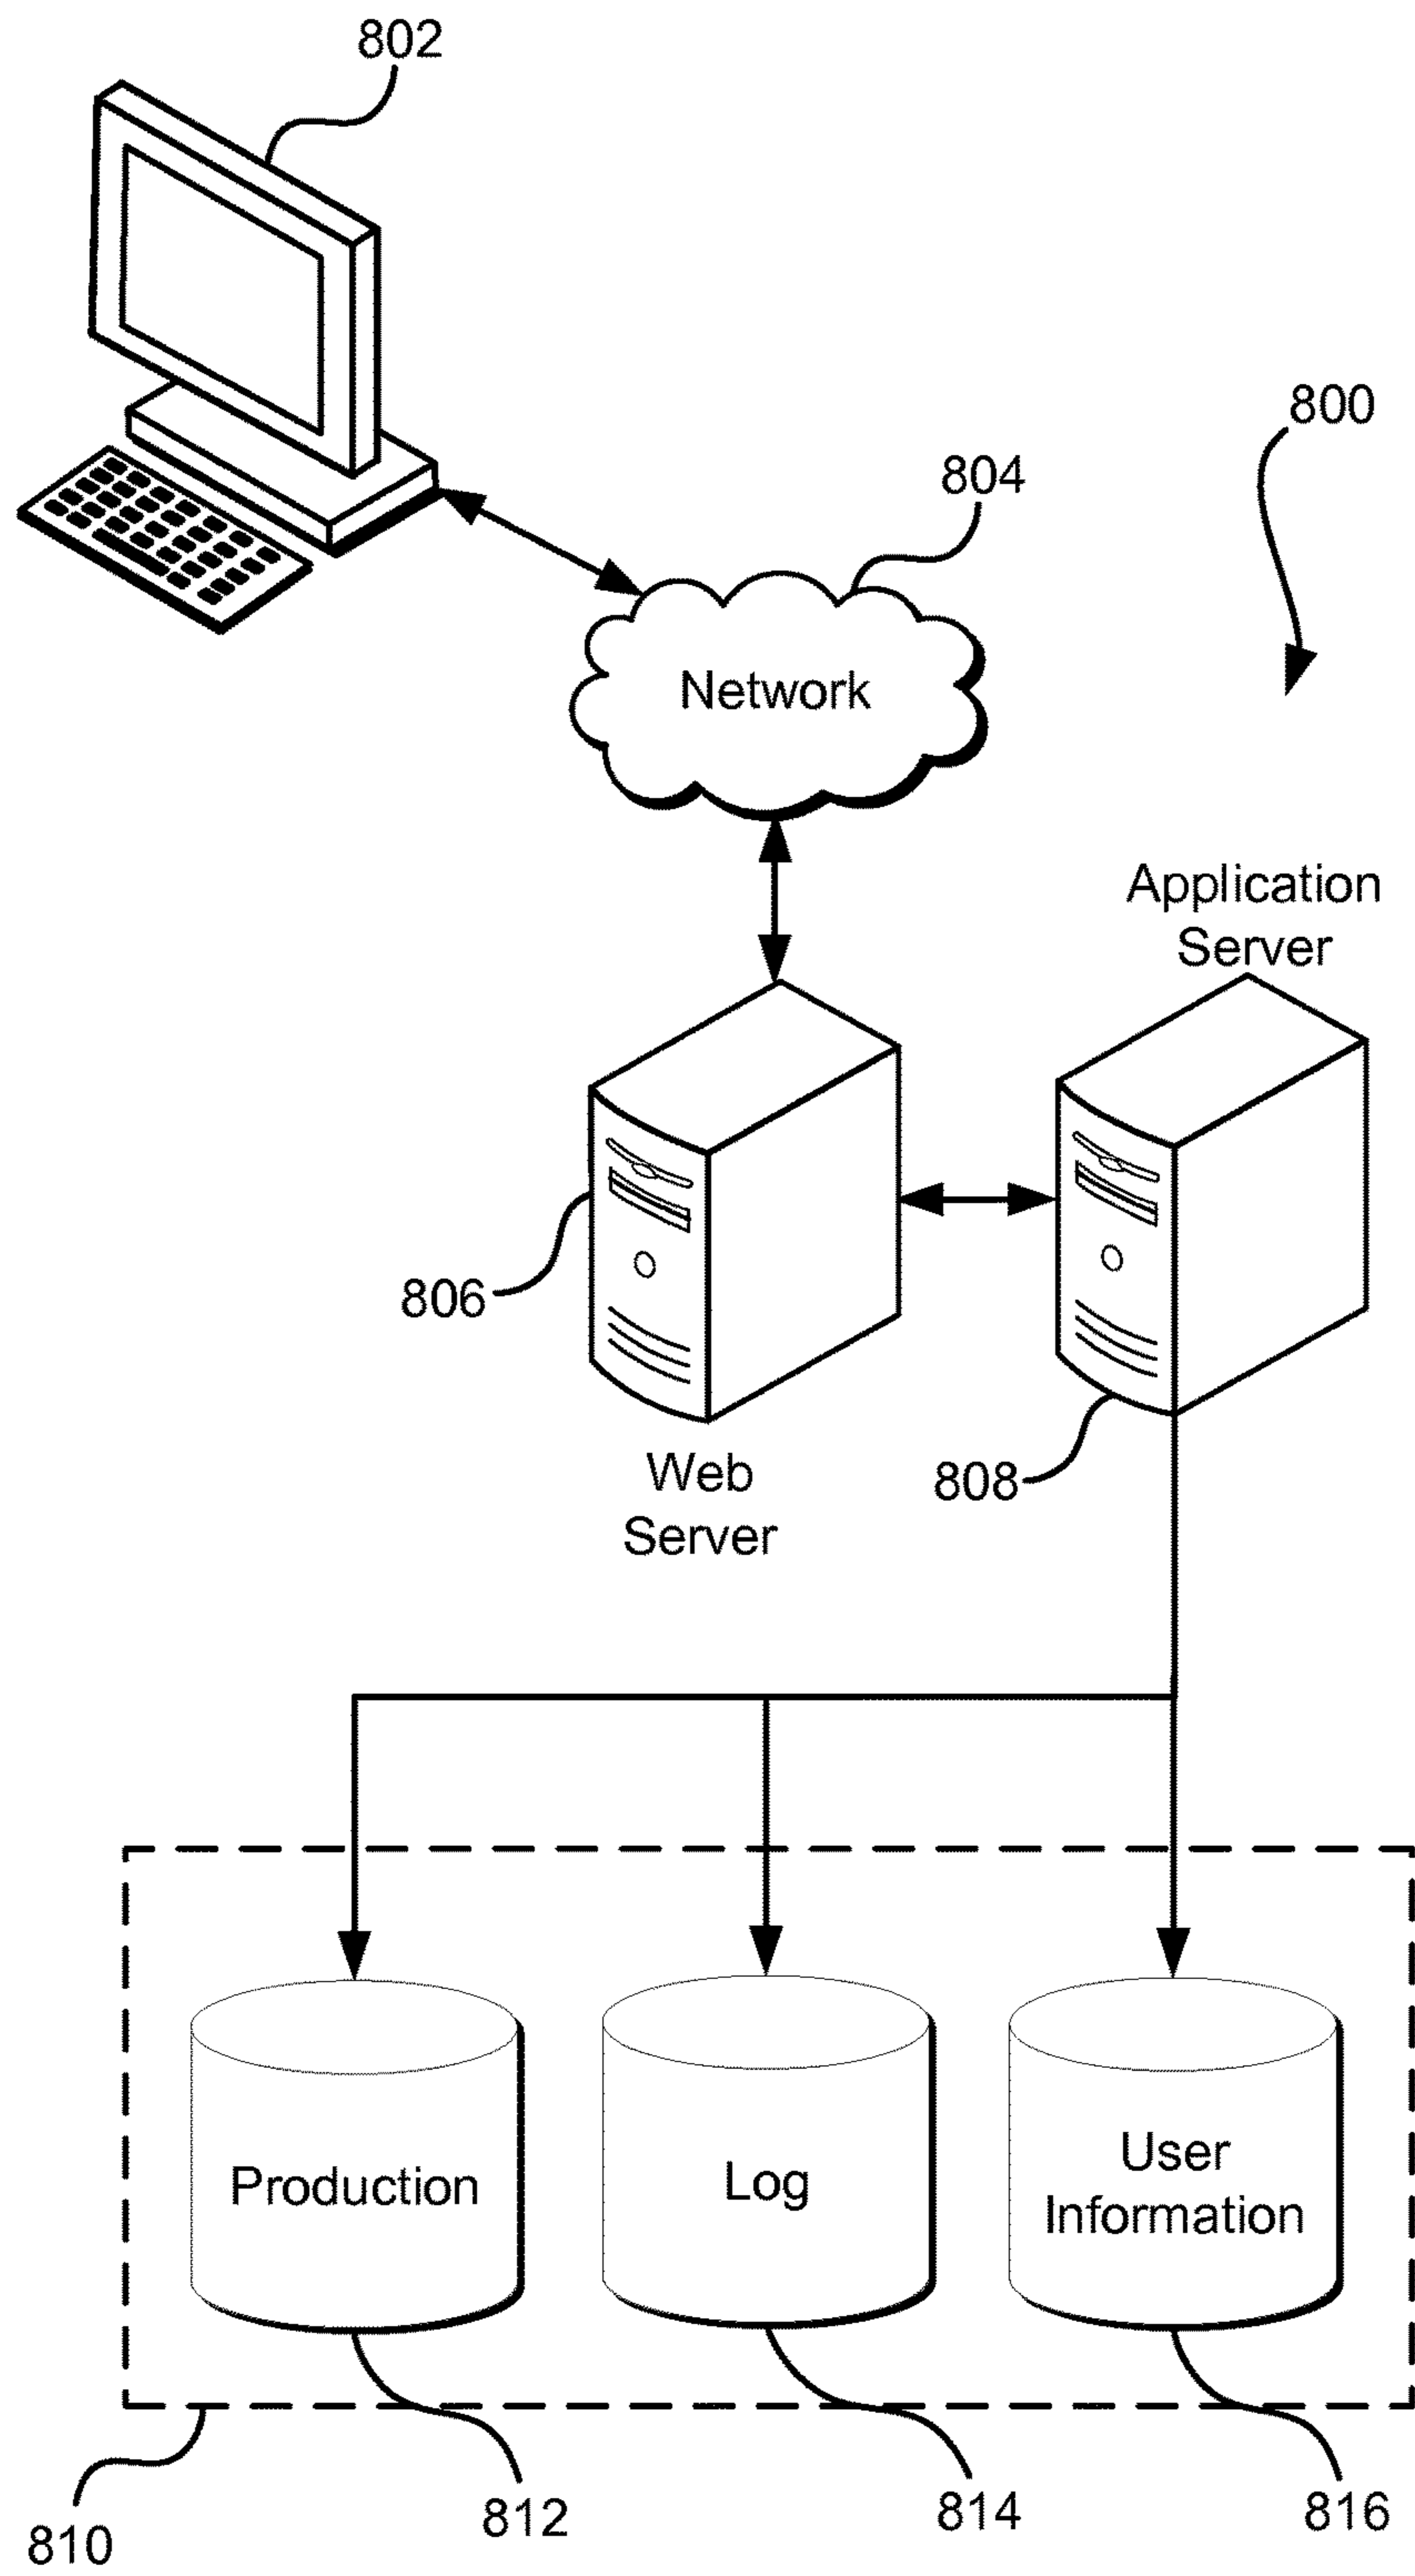 802
800
804
Network
Application
Server
806
Web
Server
808
Production
Log
User
Information
810
812
814
816